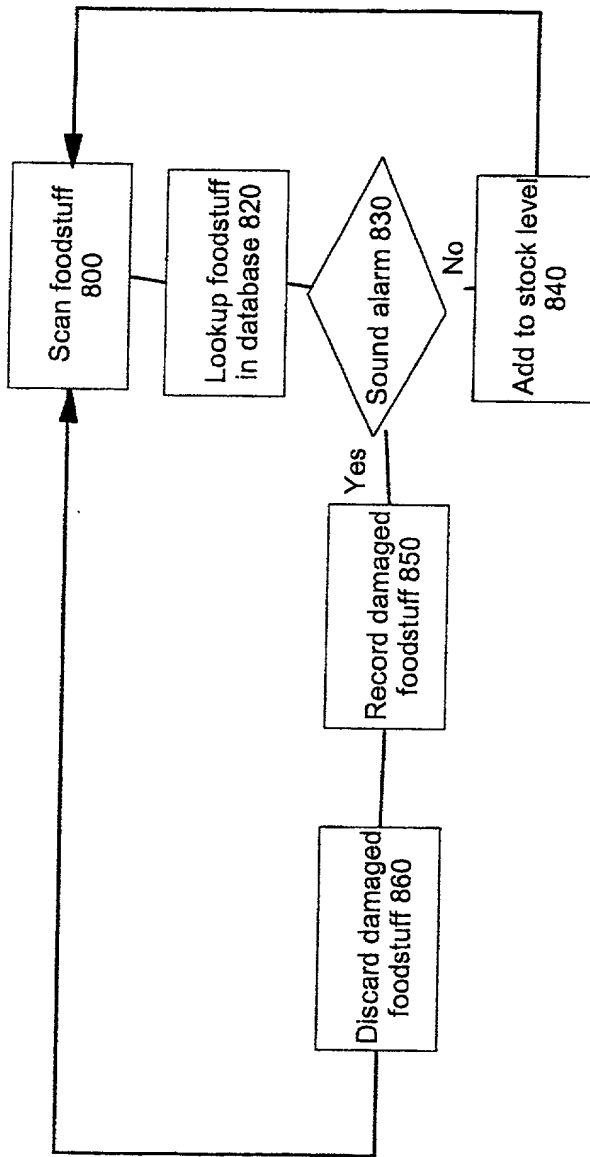 Scan foodstuff
800
Lookup foodstuff
in database 820
Sound alarm 830
Yes
No
Record damaged
foodstuff 850
Discard damaged
foodstuff 860
Add to stock level
840